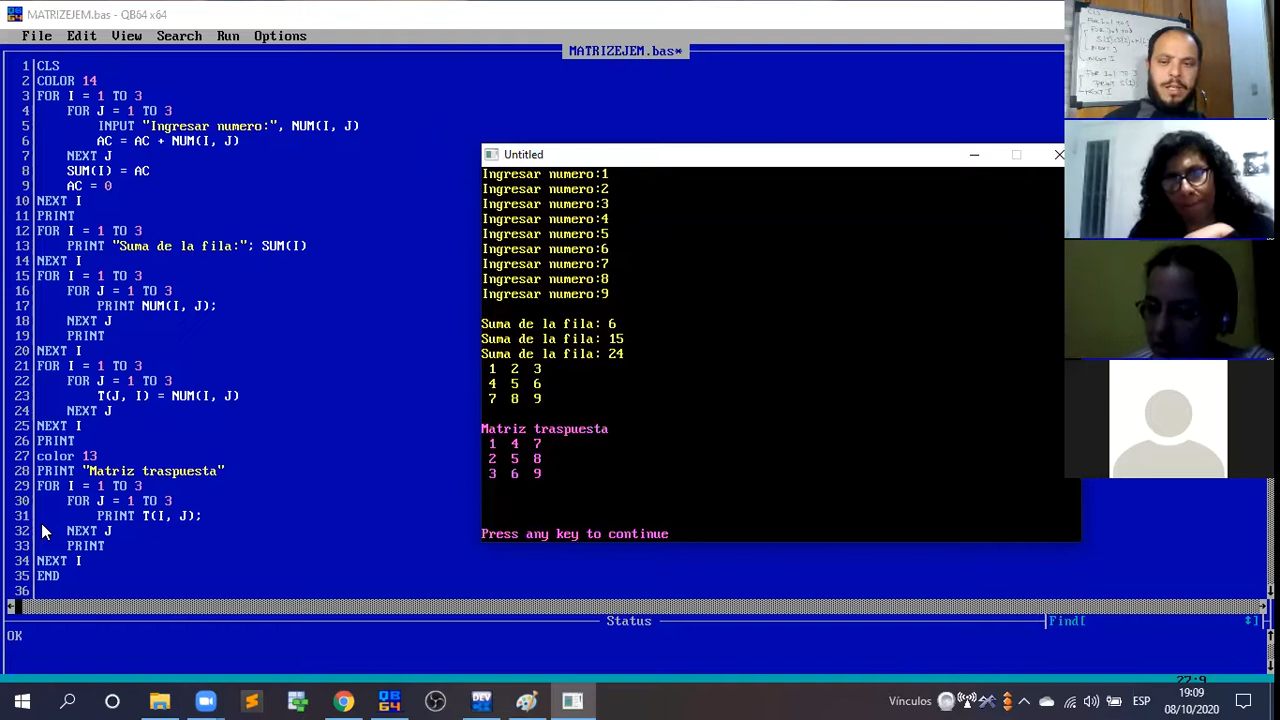 MATRIZEJEM.bas - QB64 x64
File Edit View Search Run Options
MATRIZEJEM.bas*
1 CLS
2 COLOR 14
3 FOR I = 1 TO 3
4 FOR J = 1 TO 3
5 INPUT "Ingresar numero:", NUM(I, J)
6 AC = AC + NUM(I, J)
7 NEXT J
8 SUM(I) = AC
9 AC = 0
10 NEXT I
11 PRINT
12 FOR I = 1 TO 3
13 PRINT "Suma de la fila:"; SUM(I)
14 NEXT I
15 FOR I = 1 TO 3
16 FOR J = 1 TO 3
17 PRINT NUM(I, J);
18 NEXT J
19 PRINT
20 NEXT I
21 FOR I = 1 TO 3
22 FOR J = 1 TO 3
23 T(J, I) = NUM(I, J)
24 NEXT J
25 NEXT I
26 PRINT
27 color 13
28 PRINT "Matriz traspuesta"
29 FOR I = 1 TO 3
30 FOR J = 1 TO 3
31 PRINT T(I, J);
32 NEXT J
33 PRINT
34 NEXT I
35 END
36
Untitled
Ingresar numero:1
Ingresar numero:2
Ingresar numero:3
Ingresar numero:4
Ingresar numero:5
Ingresar numero:6
Ingresar numero:7
Ingresar numero:8
Ingresar numero:9
Suma de la fila: 6
Suma de la fila: 15
Suma de la fila: 24
1 2 3
4 5 6
7 8 9
Matriz traspuesta
1 4 7
2 5 8
3 6 9
Press any key to continue
Status
Find[
OK
27:9
QB 64
DEV
Vínculos
ESP
19:09
08/10/2020